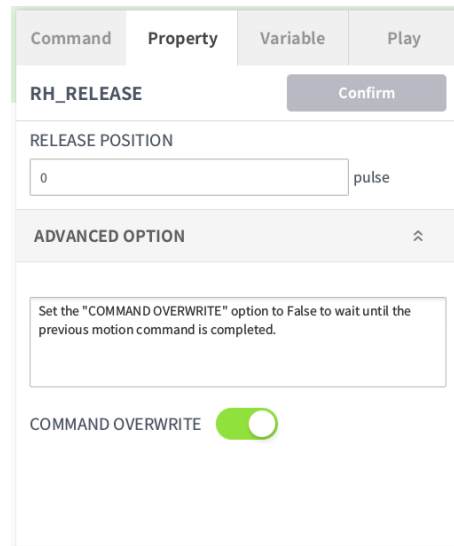 Command Property Variable Play
RH_RELEASE Confirm
RELEASE POSITION
0 pulse
ADVANCED OPTION
Set the "COMMAND OVERWRITE" option to False to wait until the
previous motion command is completed.
COMMAND OVERWRITE